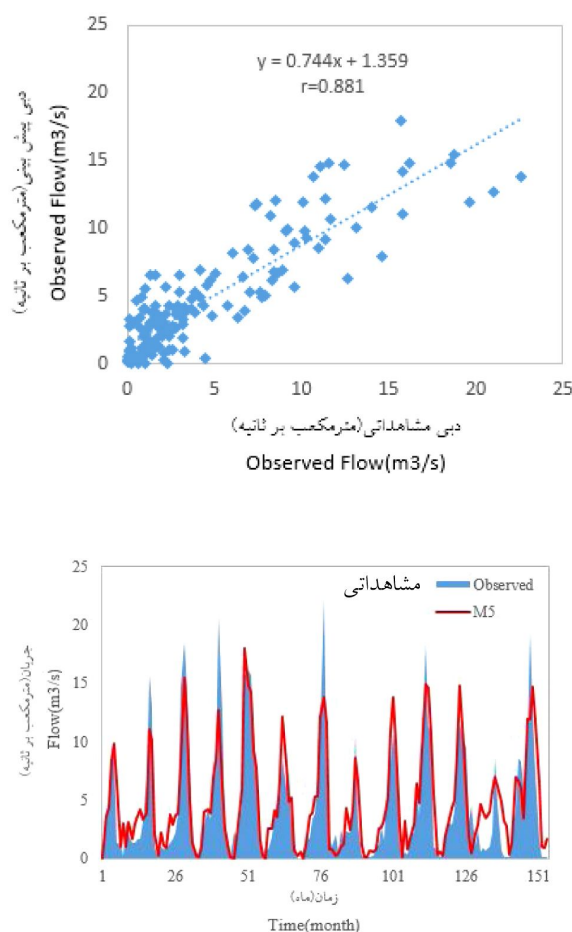 25
20
15
10
5
0
y = 0.744x + 1.359
r=0.881
دبی پیش بینی(مترمکعب بر ثانیه)
Observed Flow(m3/s)
0 5 10 15 20 25
دبی مشاهداتی(مترمکعب بر ثانیه)
Observed Flow(m3/s)
25
20
15
10
5
0
مشاهداتی
Observed
M5
جریان(مترمکعب بر ثانیه)
Flow(m3/s)
1 26 51 76 101 126 151
زمان(ماه)
Time(month)